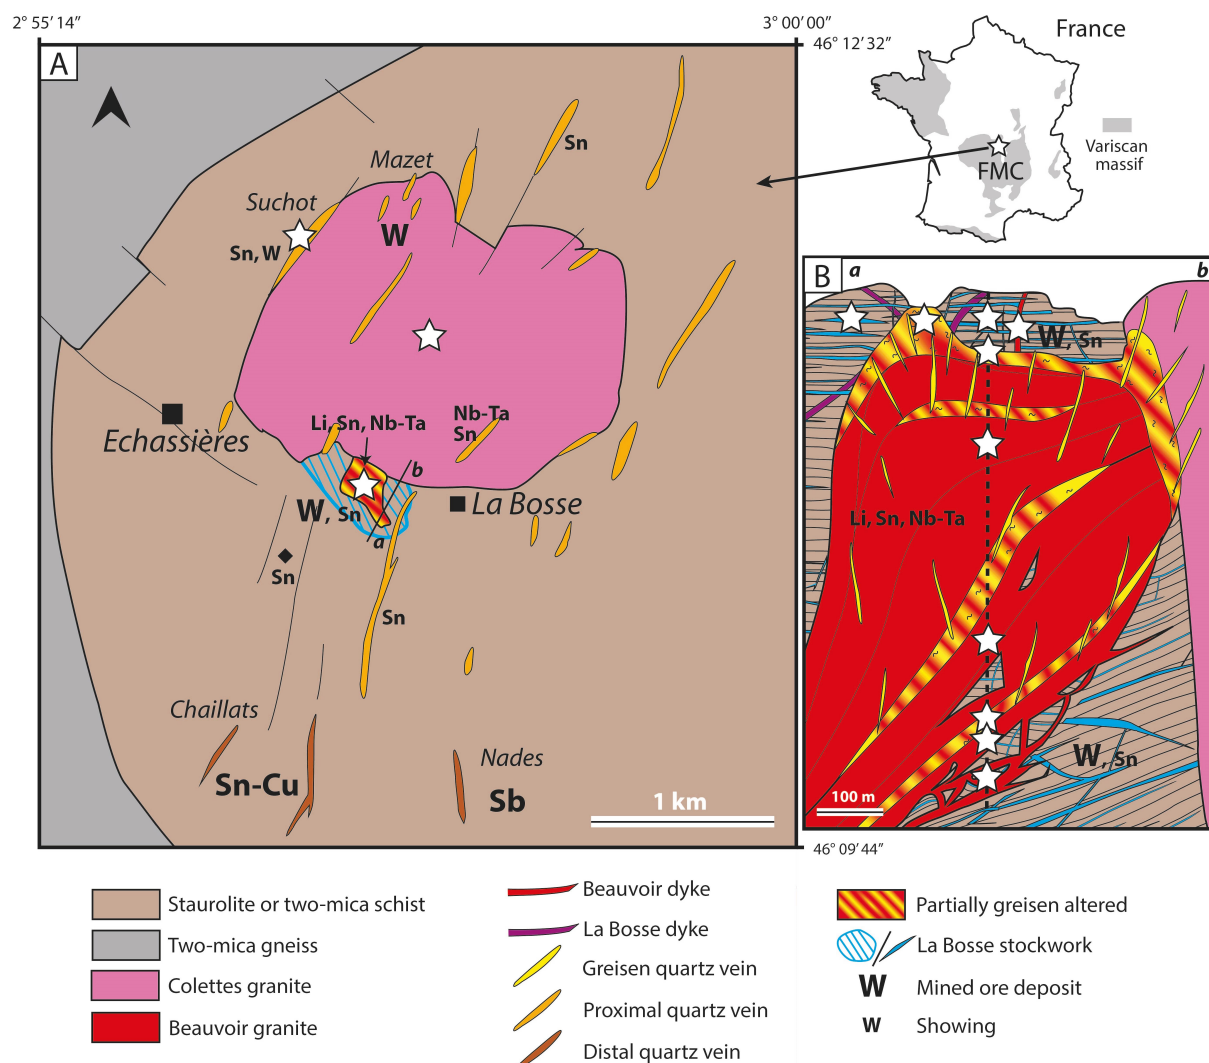 2° 55′ 14″
3° 00′ 00″
46° 12′ 32″
France
A
Variscan
massif
FMC
Mazet
Sn
Suchot
W
Sn, W
B
a
b
W, Sn
Li, Sn, Nb-Ta
Nb-Ta
Sn
Echassières
b
La Bosse
W, Sn
a
Li, Sn, Nb-Ta
Sn
Sn
Chaillats
Nades
Sn-Cu
Sb
1 km
W, Sn
100 m
46° 09′ 44″
Staurolite or two-mica schist
Two-mica gneiss
Colettes granite
Beauvoir granite
Beauvoir dyke
La Bosse dyke
Greisen quartz vein
Proximal quartz vein
Distal quartz vein
Partially greisen altered
La Bosse stockwork
W Mined ore deposit
W Showing